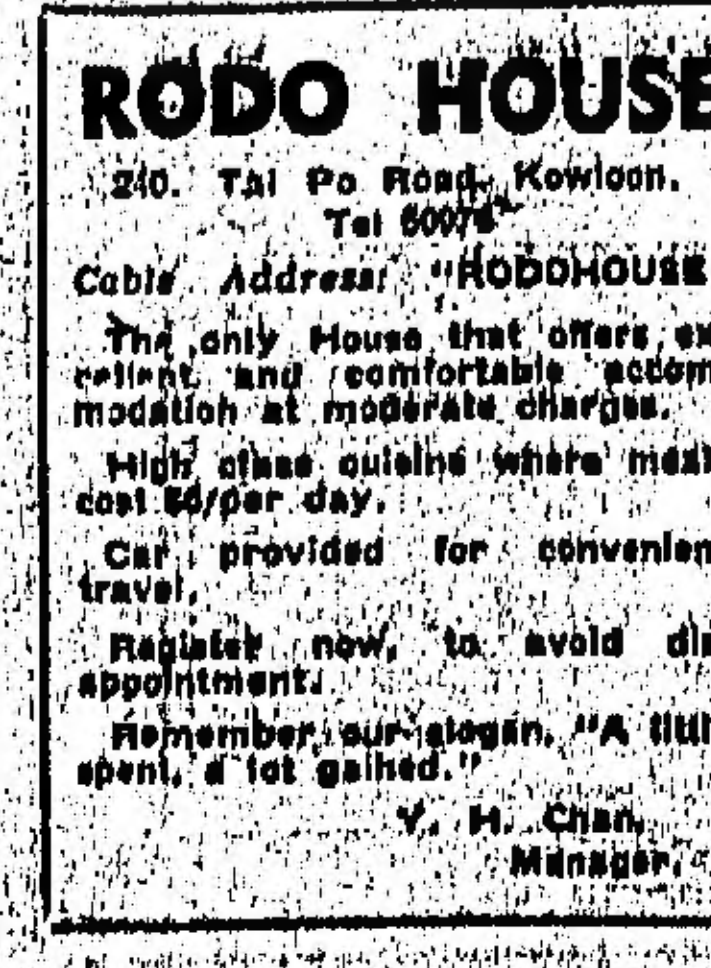 RODO HOUSE
240. Tai Po Road, Kowloon.
Tel
Cable Address: "RODOHOUSE
The only House that offers ex
cellent and comfortable accom
modation at moderate charges.
High class cuisine where meal
cost /per day.
Car provided for convenien
travel.
Register now, to avoid dis
appointment.
Remember our slogan, "A littl
spent, a lot gained."
Y. H. Chan,
Manager.